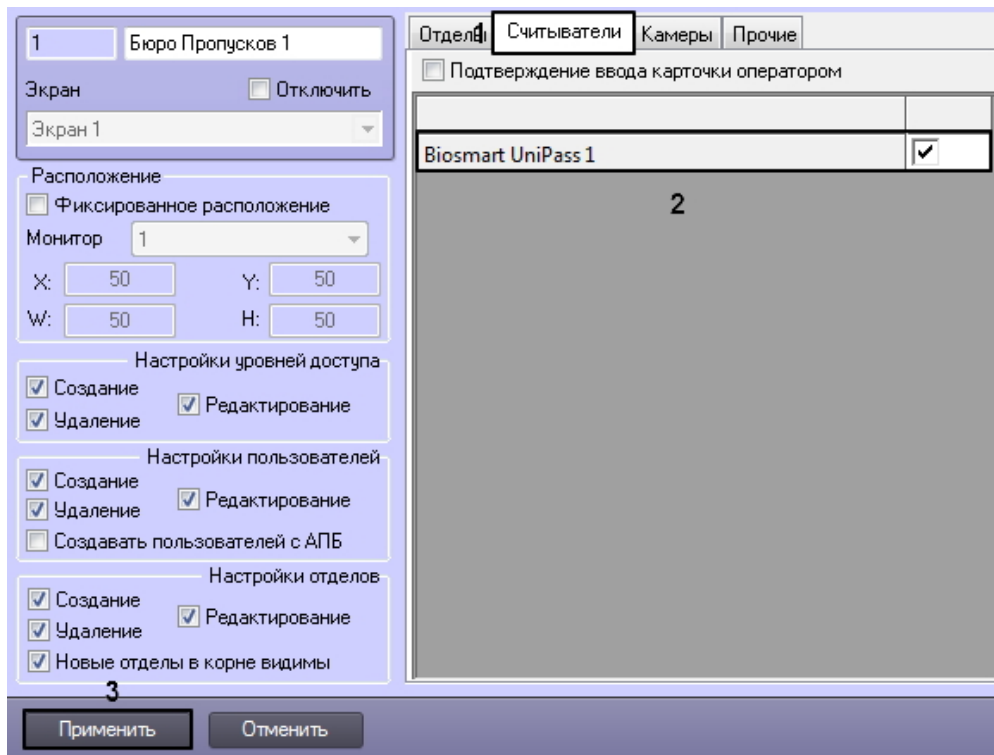 1 Бюро Пропусков 1
Экран Отключить
Экран 1
Расположение
Фиксированное расположение
Монитор 1
X: 50 Y: 50
W: 50 H: 50
Настройки уровней доступа
Создание
Редактирование
Удаление
Настройки пользователей
Создание
Редактирование
Удаление
Создавать пользователей с АПБ
Настройки отделов
Создание
Редактирование
Удаление
Новые отделы в корне видимы
3
Применить Отменить
Отделы 1 Считыватели Камеры Прочие
Подтверждение ввода карточки оператором
Biosmart UniPass 1
2